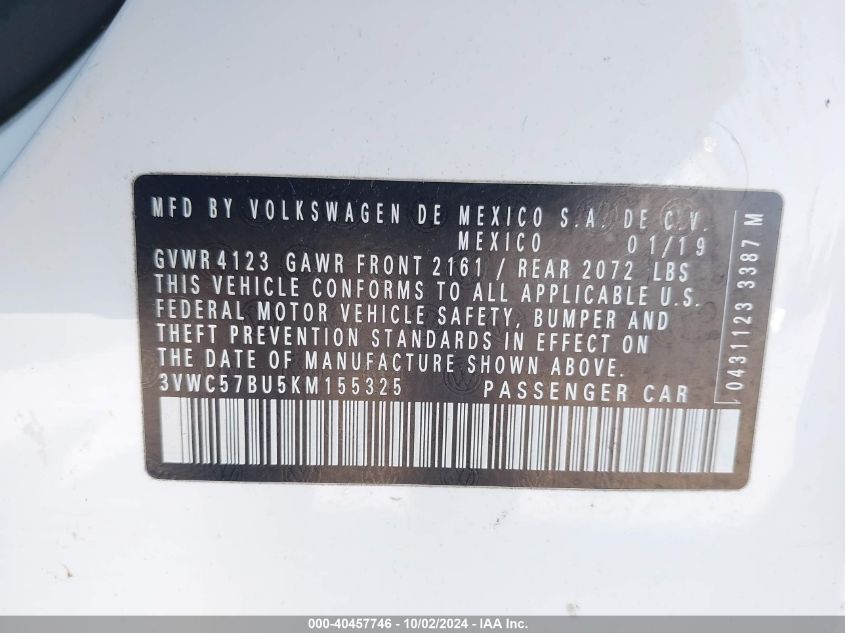 MFD BY VOLKSWAGEN DE MEXICO S.A. DE C.V.
MEXICO 01/19
GVWR 4123 GAWR FRONT 2161 / REAR 2072 LBS
THIS VEHICLE CONFORMS TO ALL APPLICABLE U.S.
FEDERAL MOTOR VEHICLE SAFETY, BUMPER AND
THEFT PREVENTION STANDARDS IN EFFECT ON
THE DATE OF MANUFACTURE SHOWN ABOVE.
3VWC57BU5KM155325 PASSENGER CAR
0431123 3387 M
000-40457746 - 10/02/2024 - IAA Inc.